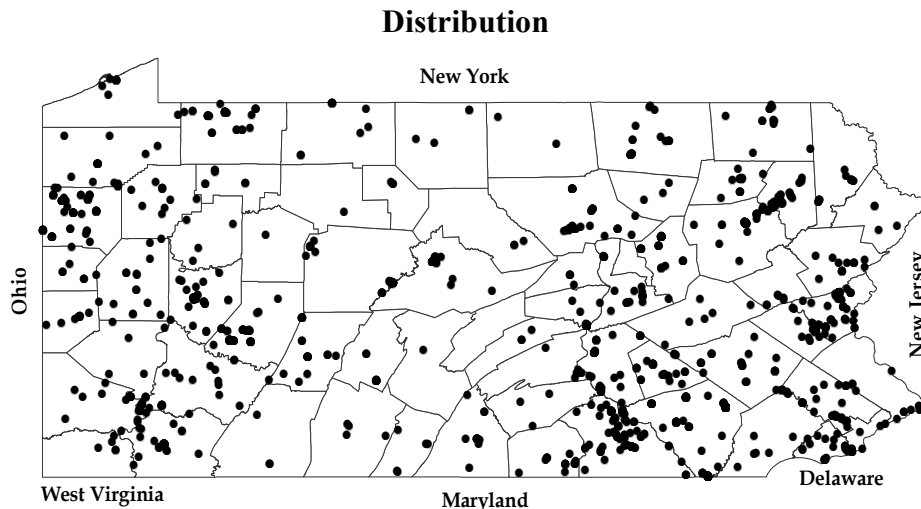 Distribution
New York
Ohio
New Jersey
Delaware
West Virginia
Maryland